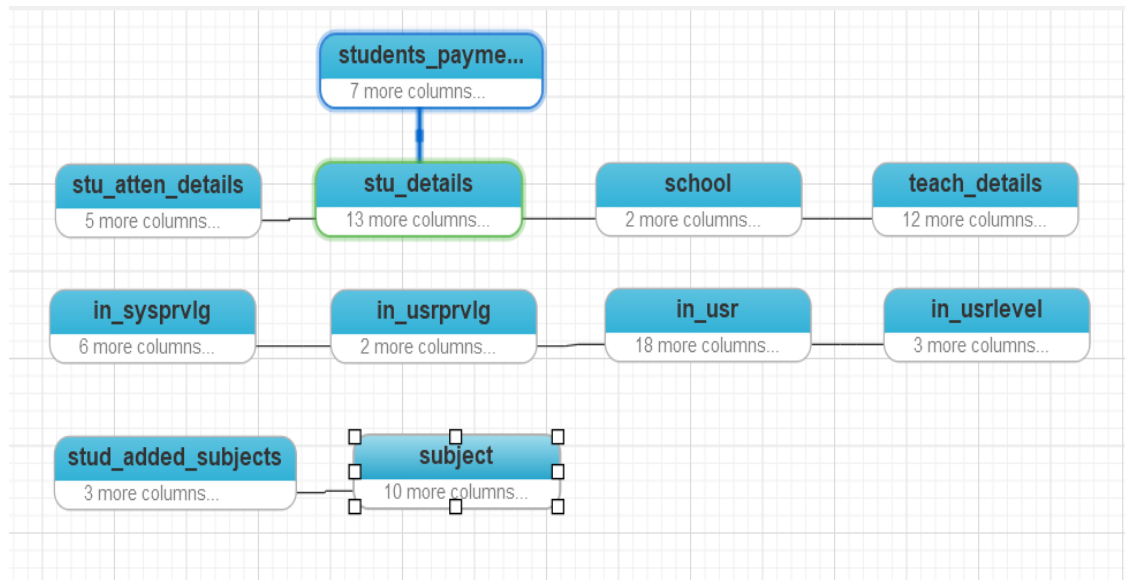 students_payme...
7 more columns...
stu_atten_details
5 more columns...
stu_details
13 more columns...
school
2 more columns...
teach_details
12 more columns...
in_sysprvlg
6 more columns...
in_usrprvlg
2 more columns...
in_usr
18 more columns...
in_usrlevel
3 more columns...
stud_added_subjects
3 more columns...
subject
10 more columns...